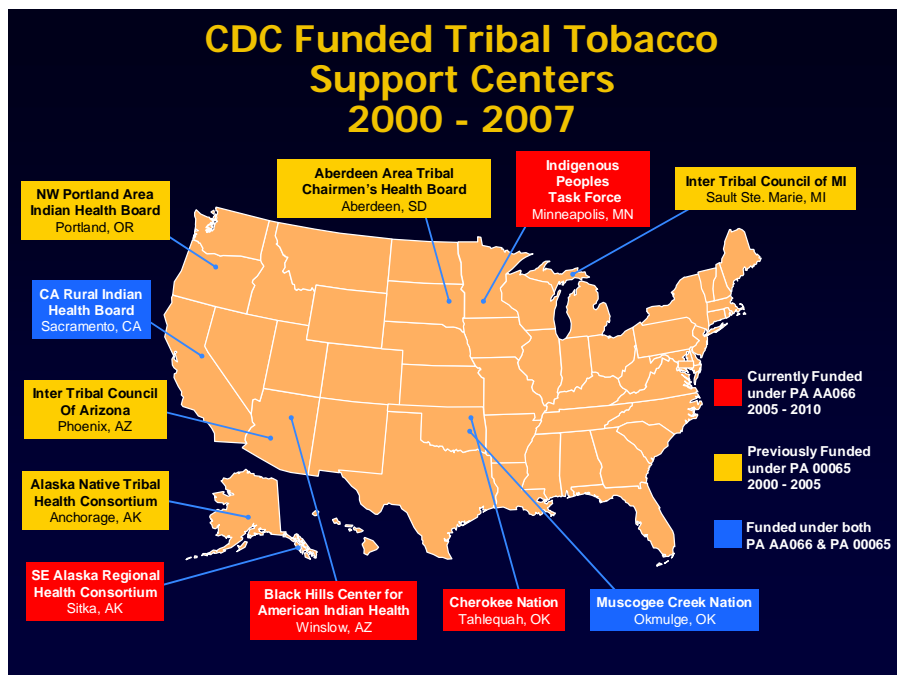 CDC Funded Tribal Tobacco
Support Centers
2000 - 2007
Aberdeen Area Tribal
Chairmen's Health Board
Aberdeen, SD
Indigenous
Peoples
Task Force
Minneapolis, MN
Inter Tribal Council of MI
Sault Ste. Marie, MI
NW Portland Area
Indian Health Board
Portland, OR
CA Rural Indian
Health Board
Sacramento, CA
Inter Tribal Council
Of Arizona
Phoenix, AZ
Alaska Native Tribal
Health Consortium
Anchorage, AK
SE Alaska Regional
Health Consortium
Sitka, AK
Black Hills Center for
American Indian Health
Winslow, AZ
Cherokee Nation
Tahlequah, OK
Muscogee Creek Nation
Okmulge, OK
Currently Funded
under PA AA066
2005 - 2010
Previously Funded
under PA 00065
2000 - 2005
Funded under both
PA AA066 & PA 00065